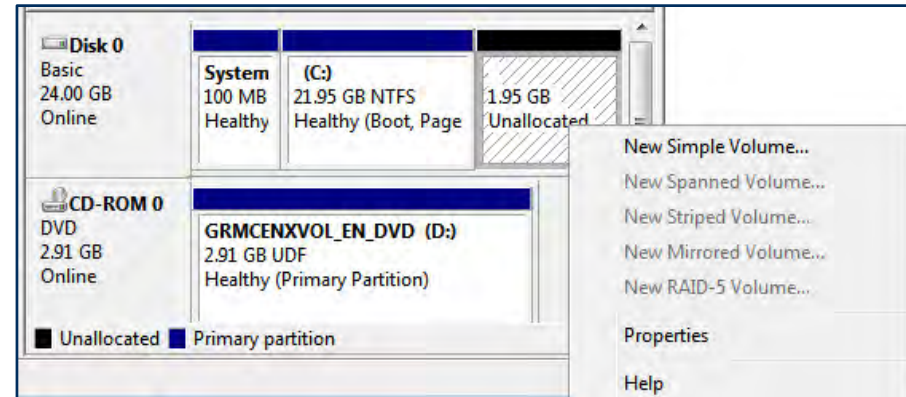 Disk 0
Basic
24.00 GB
Online
System
100 MB
Healthy
(C:)
21.95 GB NTFS
Healthy (Boot, Page
1.95 GB
Unallocated
CD-ROM 0
DVD
2.91 GB
Online
GRMCENXVOL_EN_DVD (D:)
2.91 GB UDF
Healthy (Primary Partition)
Unallocated Primary partition
New Simple Volume...
New Spanned Volume...
New Striped Volume...
New Mirrored Volume...
New RAID-5 Volume...
Properties
Help